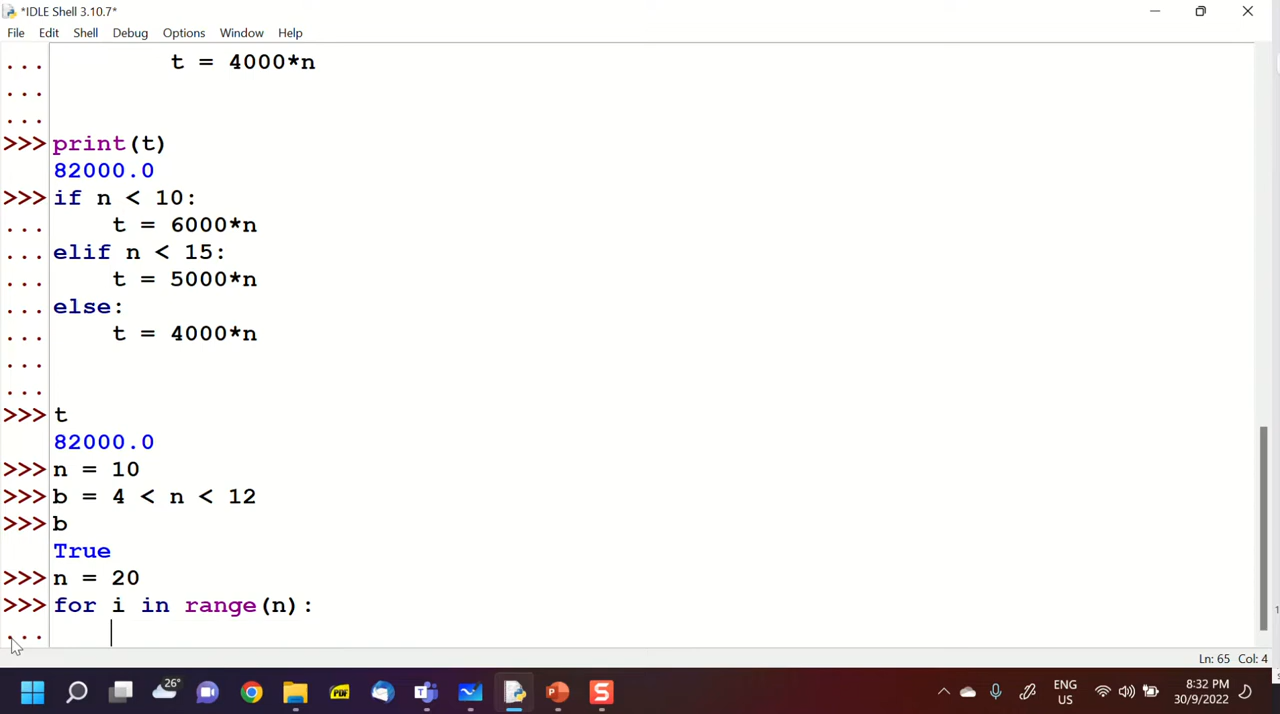 *IDLE Shell 3.10.7*
File Edit Shell Debug Options Window Help
... t = 4000*n
...
...
>>> print(t)
82000.0
>>> if n < 10:
... t = 6000*n
... elif n < 15:
... t = 5000*n
... else:
... t = 4000*n
...
...
>>> t
82000.0
>>> n = 10
>>> b = 4 < n < 12
>>> b
True
>>> n = 20
>>> for i in range(n):
...
Ln: 65 Col: 4
26°
PDF
ENG
US
8:32 PM
30/9/2022